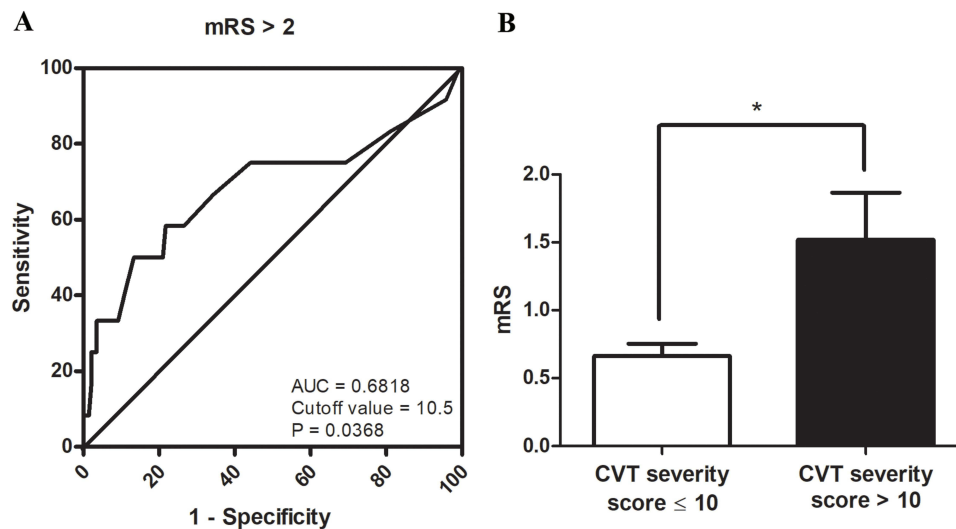 A
mRS > 2
100
80
60
40
20
0
Sensitivity
0
20
40
60
80
100
1 - Specificity
AUC = 0.6818
Cutoff value = 10.5
P = 0.0368
B
*
2.0
1.5
1.0
0.5
0.0
mRS
CVT severity
score ≤ 10
CVT severity
score > 10